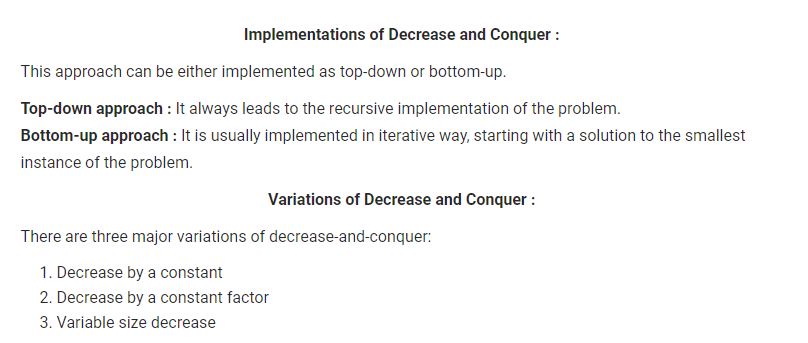 Implementations of Decrease and Conquer :
This approach can be either implemented as top-down or bottom-up.
Top-down approach : It always leads to the recursive implementation of the problem.
Bottom-up approach : It is usually implemented in iterative way, starting with a solution to the smallest
instance of the problem.
Variations of Decrease and Conquer :
There are three major variations of decrease-and-conquer:
1. Decrease by a constant
2. Decrease by a constant factor
3. Variable size decrease